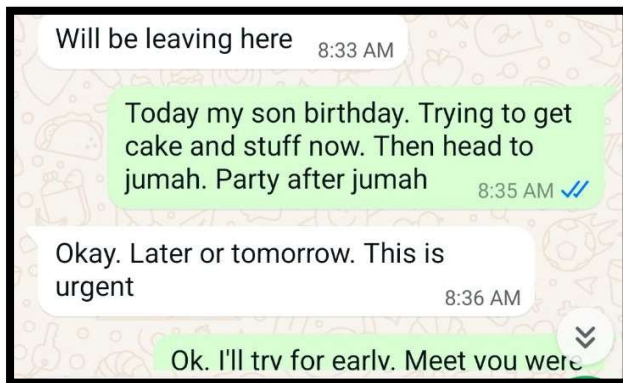 Will be leaving here 8:33 AM
Today my son birthday. Trying to get
cake and stuff now. Then head to
jumah. Party after jumah 8:35 AM
Okay. Later or tomorrow. This is
urgent 8:36 AM
Ok. I'll try for early. Meet you were